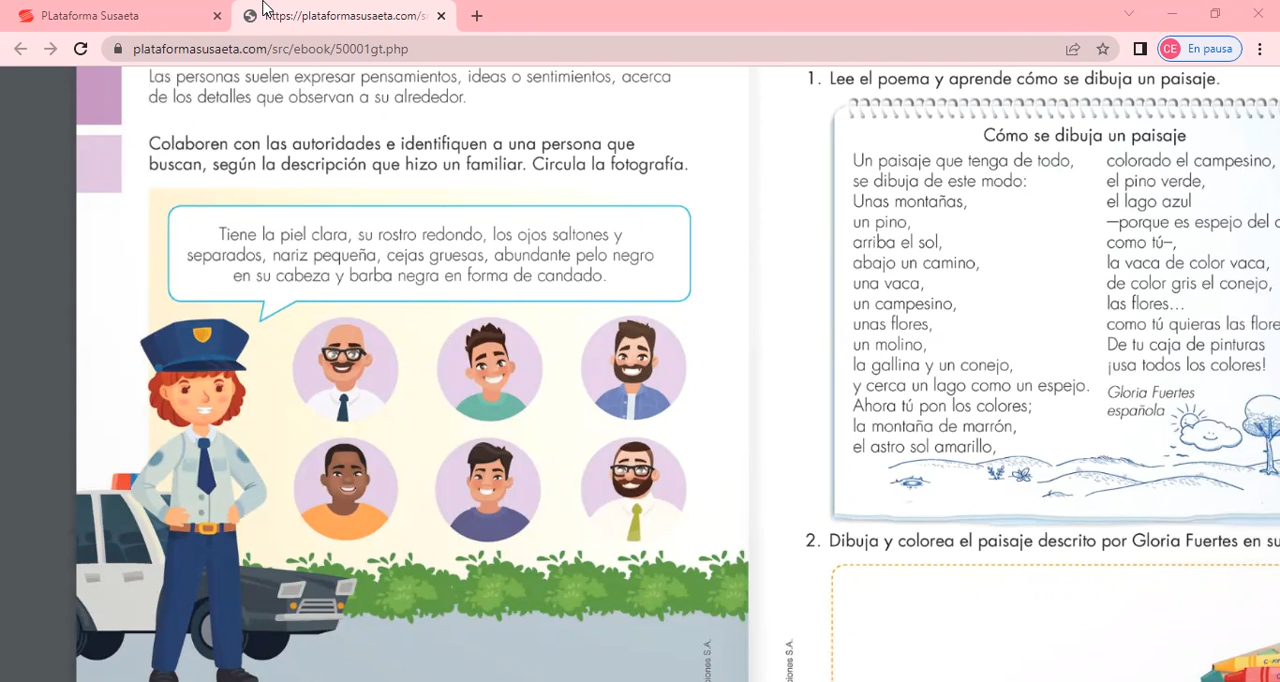 PLataforma Susaeta
https://plataformasusaeta.com/s
plataformasusaeta.com/src/ebook/50001gt.php
CE En pausa
Las personas suelen expresar pensamientos, ideas o sentimientos, acerca
de los detalles que observan a su alrededor.
Colaboren con las autoridades e identifiquen a una persona que
buscan, según la descripción que hizo un familiar. Circula la fotografía.
Tiene la piel clara, su rostro redondo, los ojos saltones y
separados, nariz pequeña, cejas gruesas, abundante pelo negro
en su cabeza y barba negra en forma de candado.
1. Lee el poema y aprende cómo se dibuja un paisaje.
Cómo se dibuja un paisaje
Un paisaje que tenga de todo,
se dibuja de este modo:
Unas montañas,
un pino,
arriba el sol,
abajo un camino,
una vaca,
un campesino,
unas flores,
un molino,
la gallina y un conejo,
y cerca un lago como un espejo.
Ahora tú pon los colores;
la montaña de marrón,
el astro sol amarillo,
colorado el campesino,
el pino verde,
el lago azul
—porque es espejo del
como tú—,
la vaca de color vaca,
de color gris el conejo,
las flores...
como tú quieras las flore
De tu caja de pinturas
¡usa todos los colores!
Gloria Fuertes
española
2. Dibuja y colorea el paisaje descrito por Gloria Fuertes en su
ciones S.A.
ciones S.A.